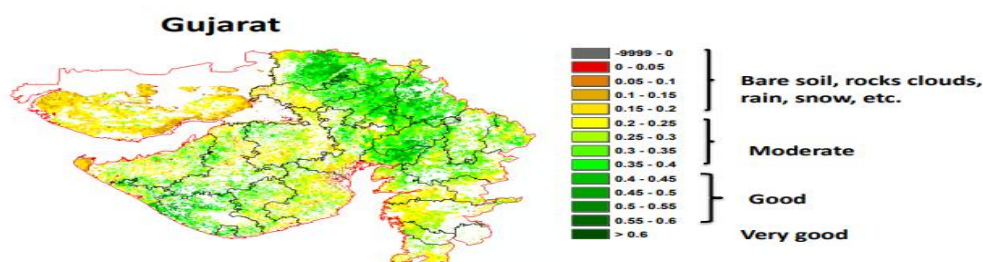 Gujarat
-9999 - 0
0 - 0.05
0.05 - 0.1
0.1 - 0.15
0.15 - 0.2
0.2 - 0.25
0.25 - 0.3
0.3 - 0.35
0.35 - 0.4
0.4 - 0.45
0.45 - 0.5
0.5 - 0.55
0.55 - 0.6
> 0.6
Bare soil, rocks clouds,
rain, snow, etc.
Moderate
Good
Very good